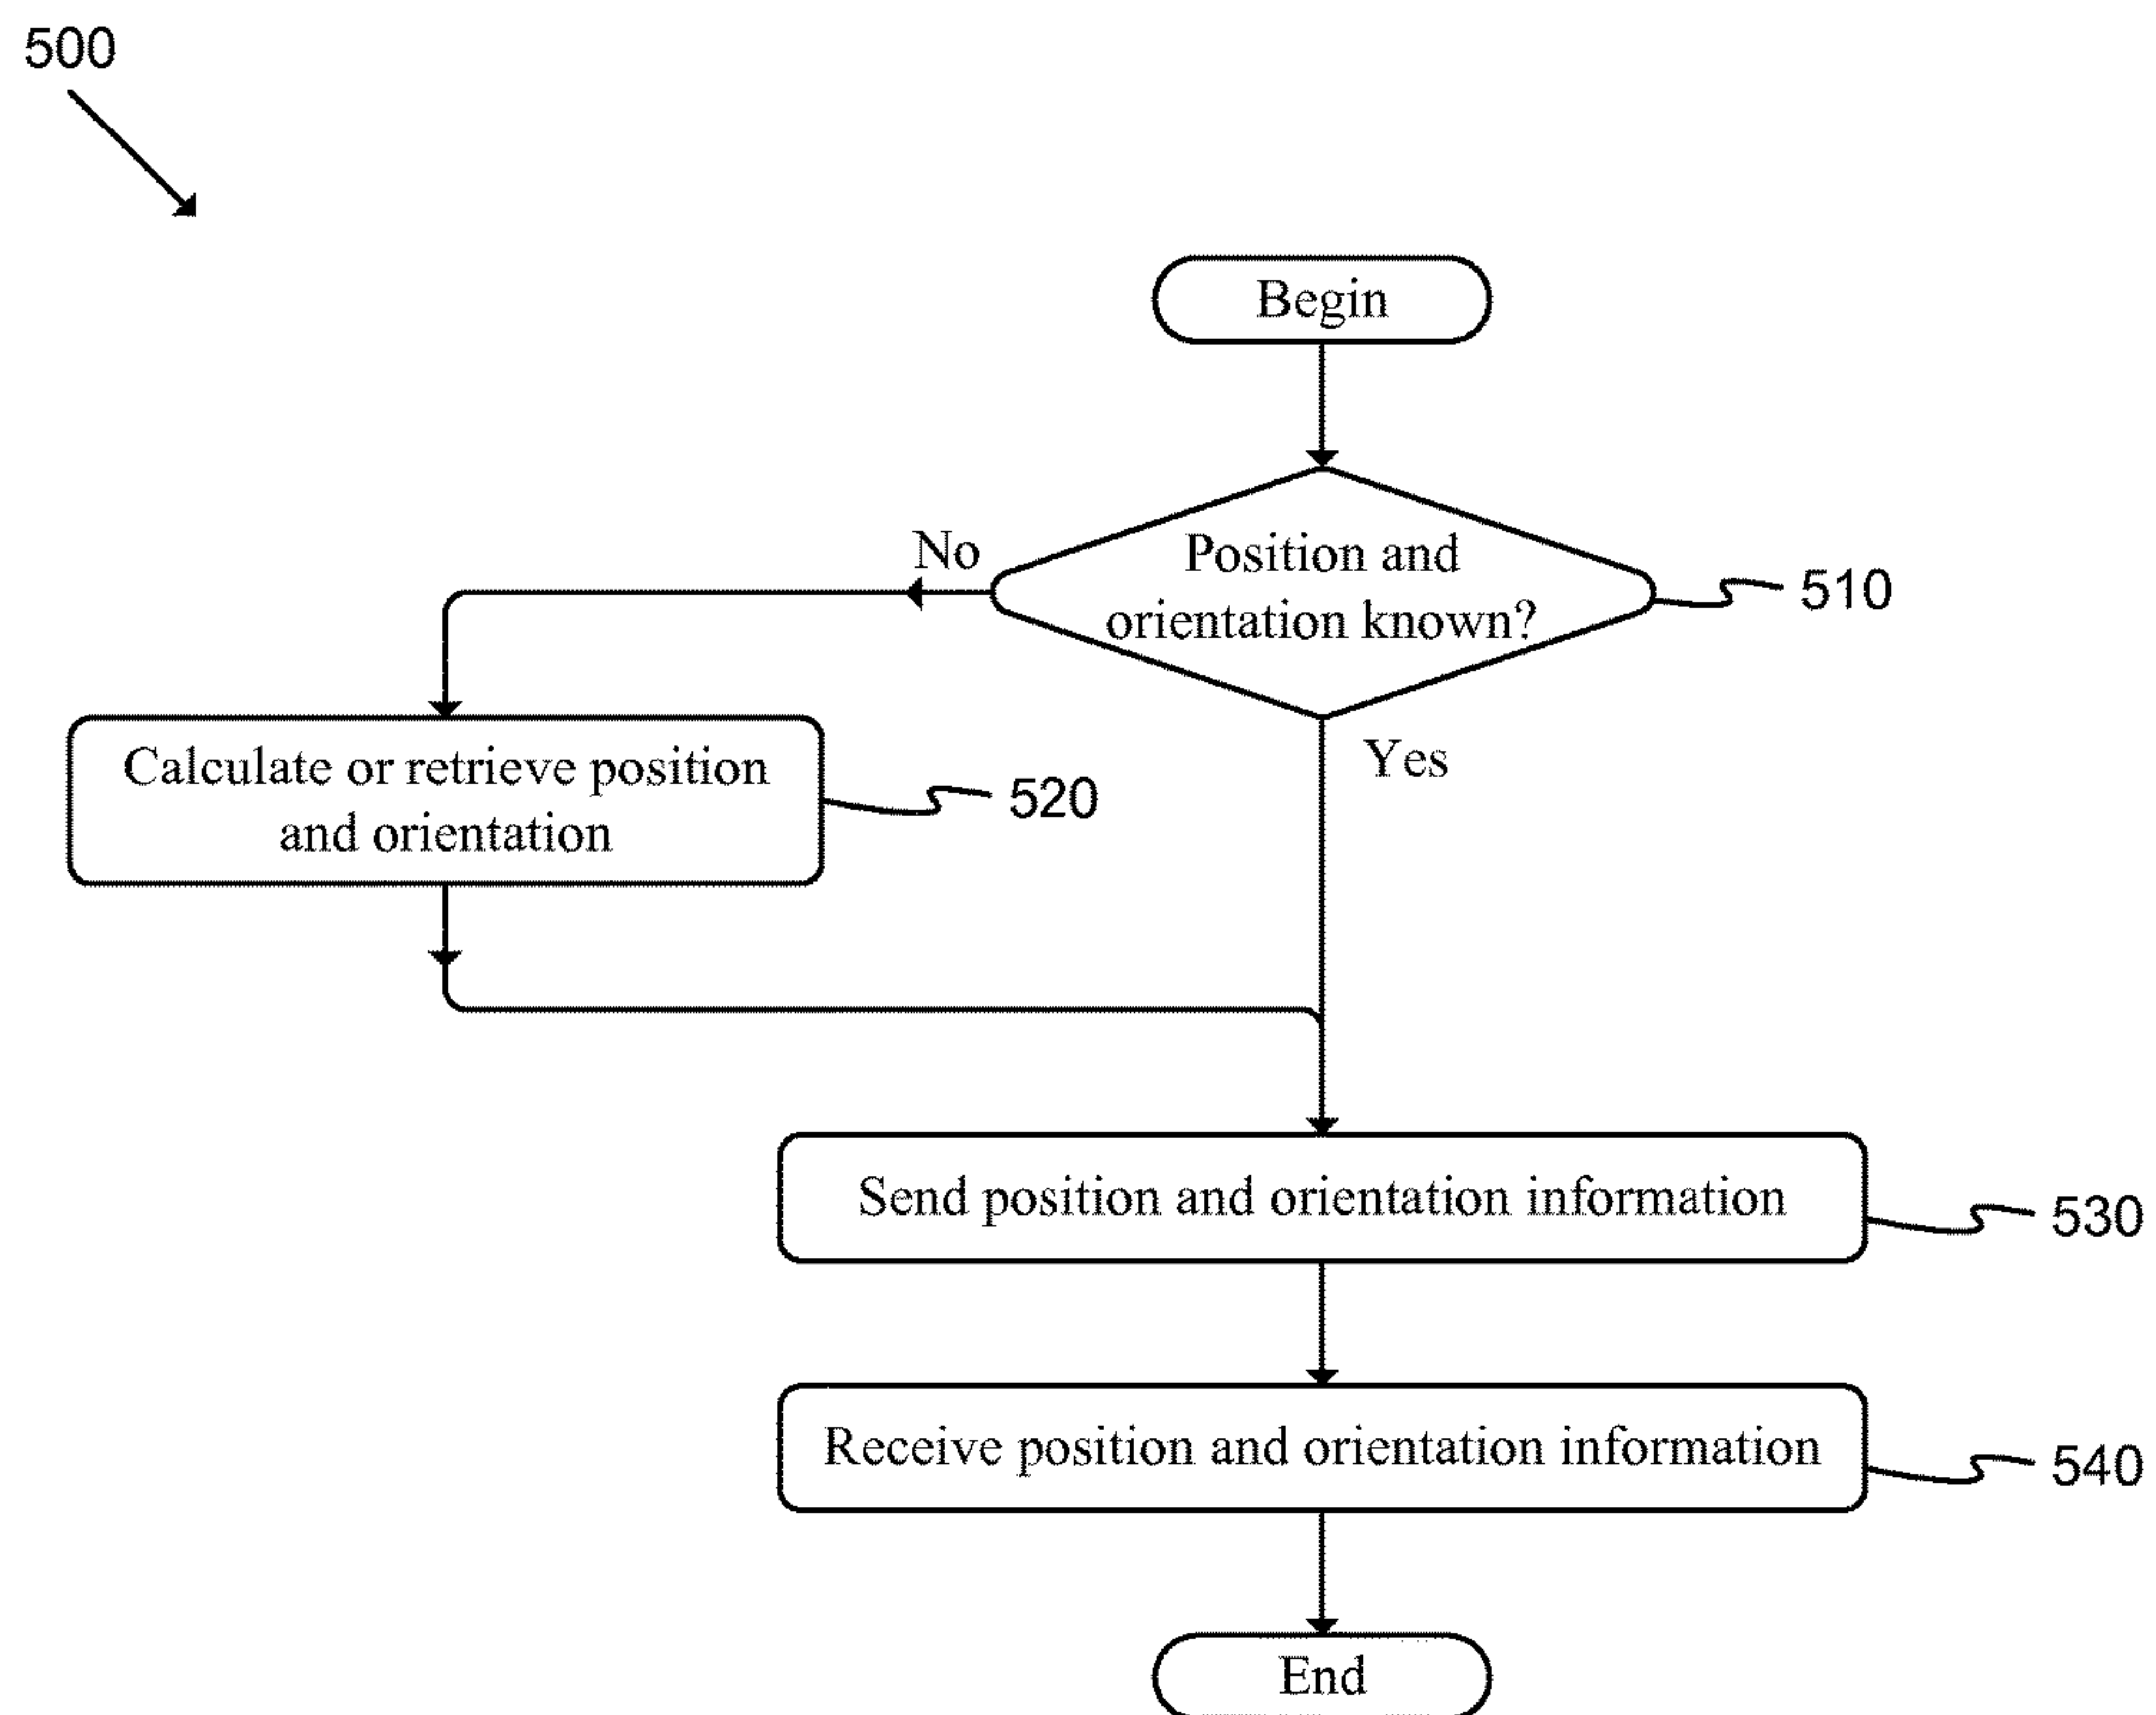 500
Begin
No
Position and
orientation known?
510
Yes
Calculate or retrieve position
and orientation
520
Send position and orientation information
530
Receive position and orientation information
540
End